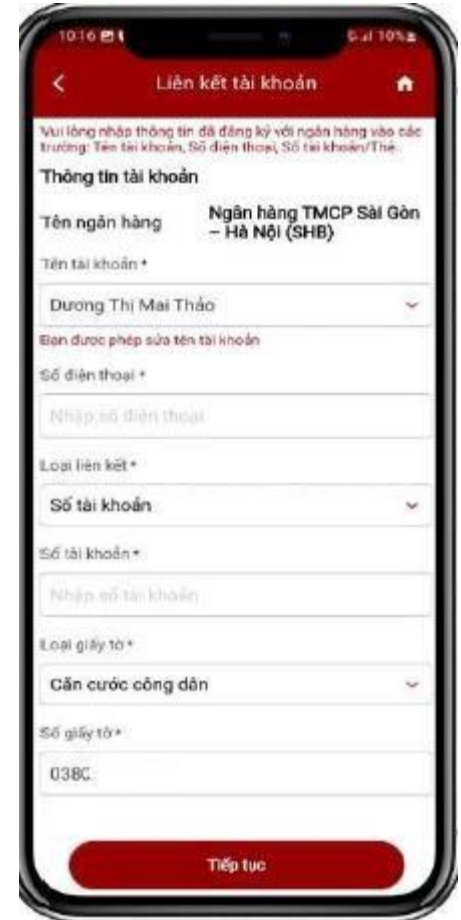 10:16
10%
Liên kết tài khoản
Vui lòng nhập thông tin đã đăng ký với ngân hàng vào các
trường: Tên tài khoản, Số điện thoại, Số tài khoản/Thẻ.
Thông tin tài khoản
Tên ngân hàng
Ngân hàng TMCP Sài Gòn
– Hà Nội (SHB)
Tên tài khoản *
Dương Thị Mai Thảo
Bạn được phép sửa tên tài khoản
Số điện thoại *
Nhập số điện thoại
Loại liên kết *
Số tài khoản
Số tài khoản *
Nhập số tài khoản
Loại giấy tờ *
Căn cước công dân
Số giấy tờ *
038C
Tiếp tục